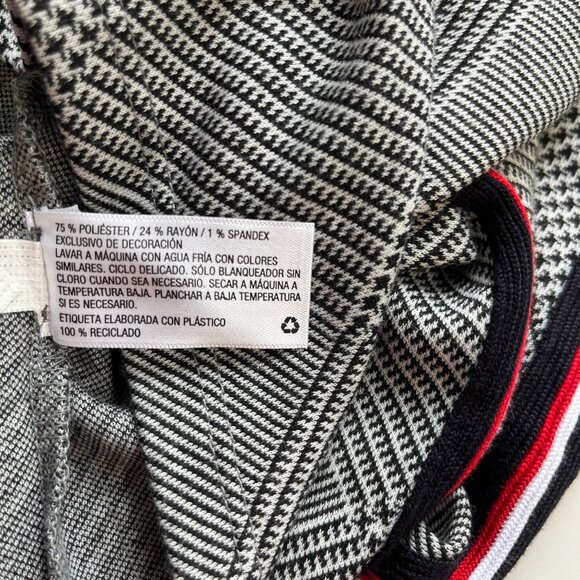 75 % POLIÉSTER / 24 % RAYÓN / 1 % SPANDEX
EXCLUSIVO DE DECORACIÓN
LAVAR A MÁQUINA CON AGUA FRÍA CON COLORES
SIMILARES. CICLO DELICADO. SÓLO BLANQUEADOR SIN
CLORO CUANDO SEA NECESARIO. SECAR A MÁQUINA A
TEMPERATURA BAJA. PLANCHAR A BAJA TEMPERATURA
SI ES NECESARIO.
ETIQUETA ELABORADA CON PLÁSTICO
100 % RECICLADO